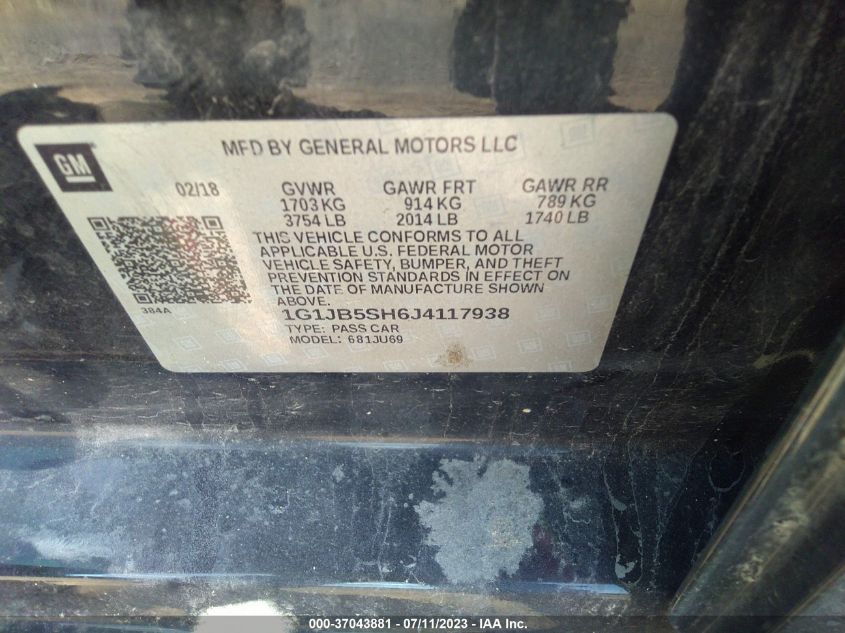 GM
MFD BY GENERAL MOTORS LLC
02/18 GVWR GAWR FRT GAWR RR
1703 KG 914 KG 789 KG
3754 LB 2014 LB 1740 LB
THIS VEHICLE CONFORMS TO ALL
APPLICABLE U.S. FEDERAL MOTOR
VEHICLE SAFETY, BUMPER, AND THEFT
PREVENTION STANDARDS IN EFFECT ON
THE DATE OF MANUFACTURE SHOWN
ABOVE.
384A
1G1JB5SH6J4117938
TYPE: PASS CAR
MODEL: 681JU69
000-37043881 - 07/11/2023 - IAA Inc.